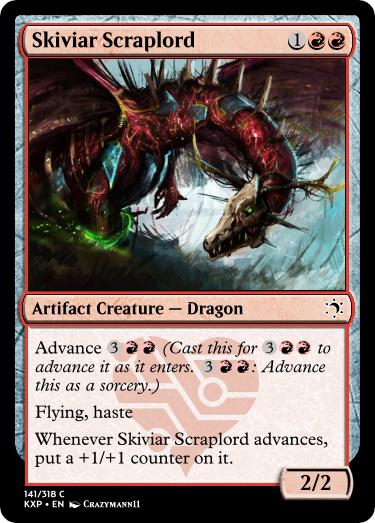 Skiviar Scraplord 1
Artifact Creature — Dragon
Advance 3 (Cast this for 3 to
advance it as it enters. 3 : Advance
this as a sorcery.)
Flying, haste
Whenever Skiviar Scraplord advances,
put a +1/+1 counter on it.
2/2
141/318 C
KXP • EN Crazymann11